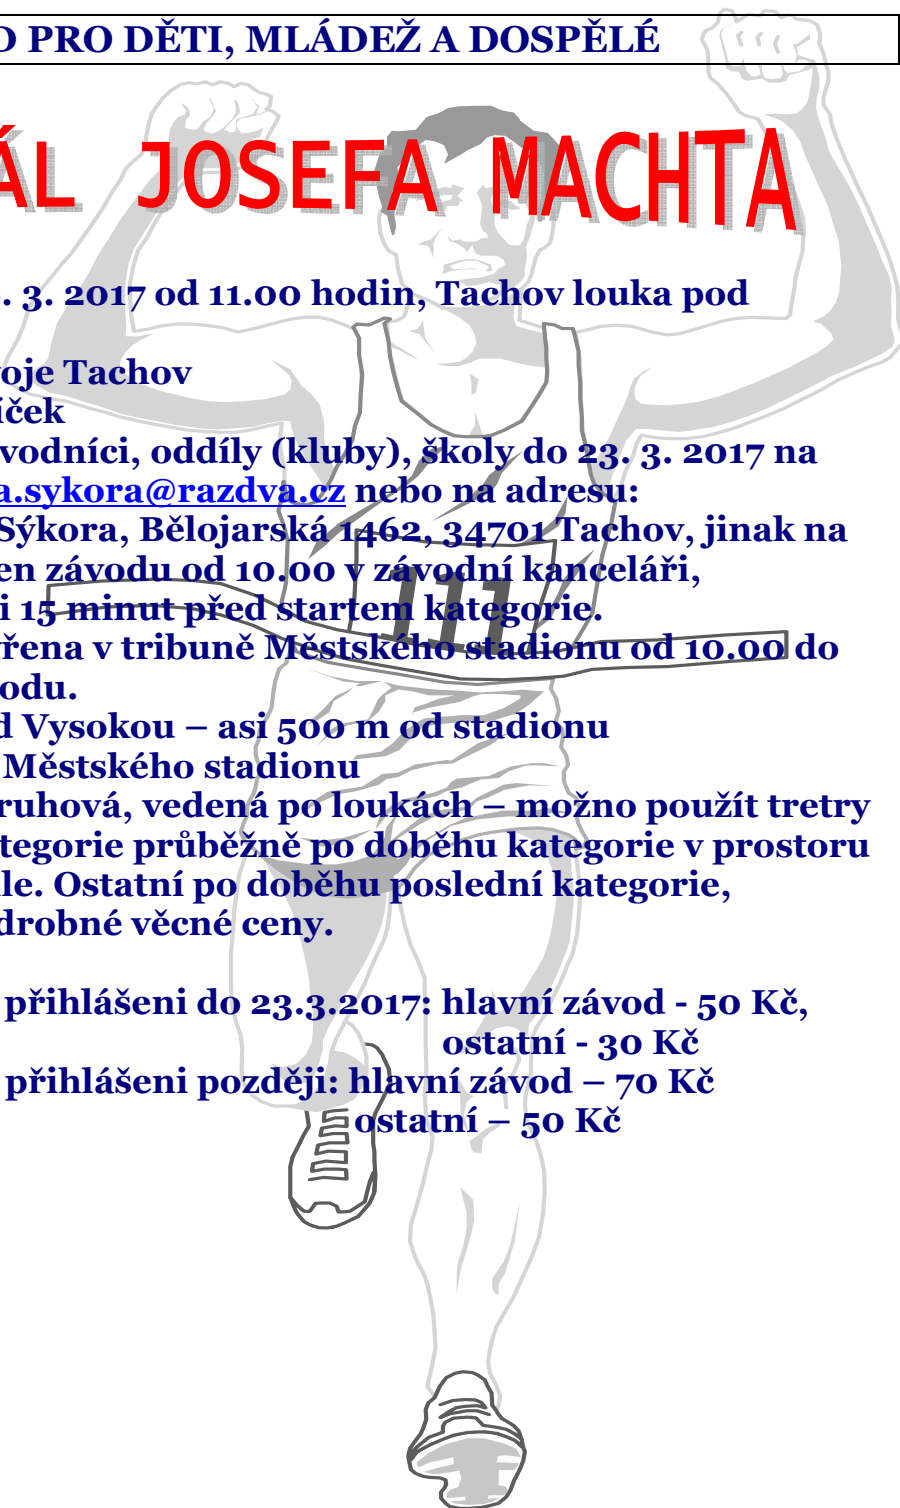 D PRO DĚTI, MLÁDEŽ A DOSPĚLÉ
ÁL JOSEFA MACHTA
. 3. 2017 od 11.00 hodin, Tachov louka pod
voje Tachov
íček
vodníci, oddíly (kluby), školy do 23. 3. 2017 na
a.sykora@razdva.cz nebo na adresu:
Sýkora, Bělojarská 1462, 34701 Tachov, jinak na
en závodu od 10.00 v závodní kanceláři,
i 15 minut před startem kategorie.
vřena v tribuně Městského stadionu od 10.00 do
odu.
d Vysokou – asi 500 m od stadionu
Městského stadionu
ruhová, vedená po loukách – možno použít tretry
tegorie průběžně po doběhu kategorie v prostoru
íle. Ostatní po doběhu poslední kategorie,
drobné věcné ceny.
přihlášeni do 23.3.2017: hlavní závod - 50 Kč,
ostatní - 30 Kč
přihlášeni později: hlavní závod – 70 Kč
ostatní – 50 Kč
111